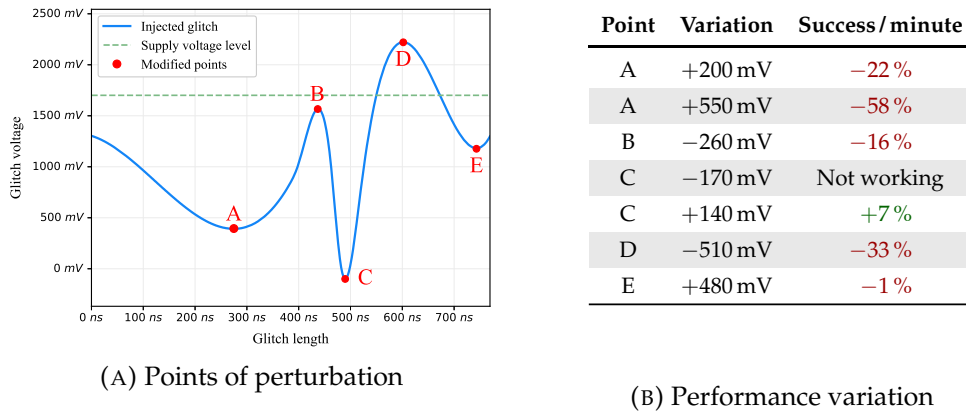 Injected glitch
Supply voltage level
Modified points
2500 mV
2000 mV
1500 mV
1000 mV
500 mV
0 mV
Glitch voltage
A
B
C
D
E
0 ns 100 ns 200 ns 300 ns 400 ns 500 ns 600 ns 700 ns
Glitch length
(A) Points of perturbation
Point Variation Success / minute
A +200 mV −22 %
A +550 mV −58 %
B −260 mV −16 %
C −170 mV Not working
C +140 mV +7 %
D −510 mV −33 %
E +480 mV −1 %
(B) Performance variation